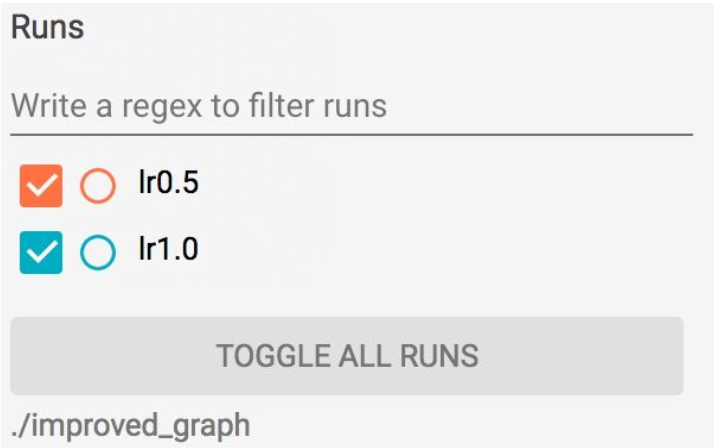 Runs
Write a regex to filter runs
lr0.5
lr1.0
TOGGLE ALL RUNS
./improved_graph